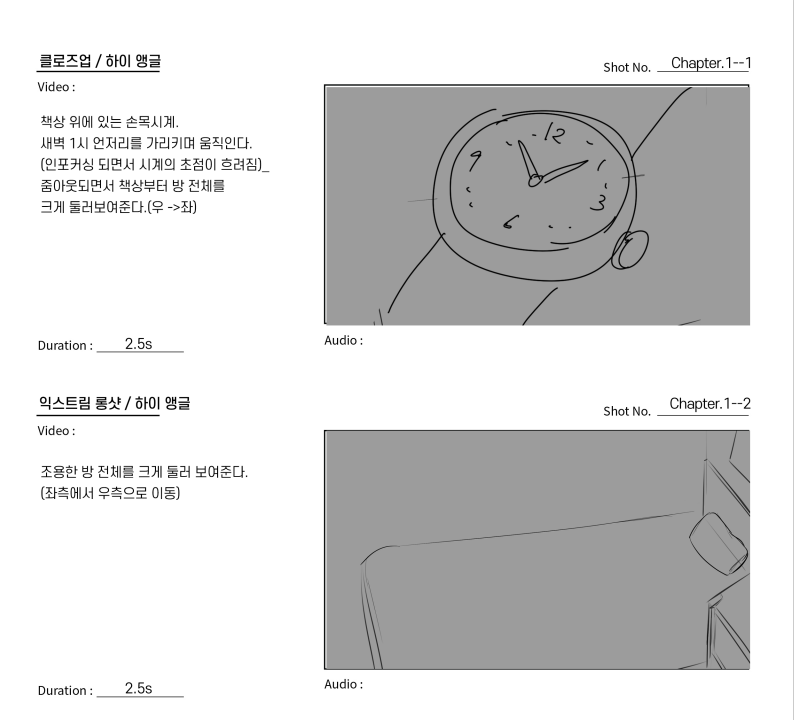 클로즈업 / 하이 앵글
Shot No. Chapter.1--1
Video :
책상 위에 있는 손목시계.
새벽 1시 언저리를 가리키며 움직인다.
(인포커싱 되면서 시계의 초점이 흐려짐)_
줌아웃되면서 책상부터 방 전체를
크게 둘러보여준다.(우 ->좌)
12
1
3
6
9
Duration : 2.5s
Audio :
익스트림 롱샷 / 하이 앵글
Shot No. Chapter.1--2
Video :
조용한 방 전체를 크게 둘러 보여준다.
(좌측에서 우측으로 이동)
Duration : 2.5s
Audio :